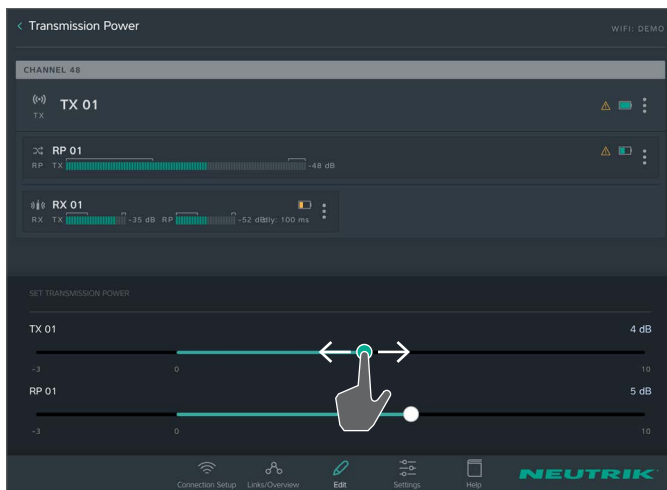 < Transmission Power
WIFI: DEMO
CHANNEL 48
TX
TX 01
RP 01
RP TX -48 dB
RX 01
RX TX -35 dB RP -52 dBdly: 100 ms
SET TRANSMISSION POWER
TX 01 4 dB
-3 0 10
RP 01 5 dB
-3 0 10
Connection Setup Links/Overview Edit Settings Help
NEUTRIK